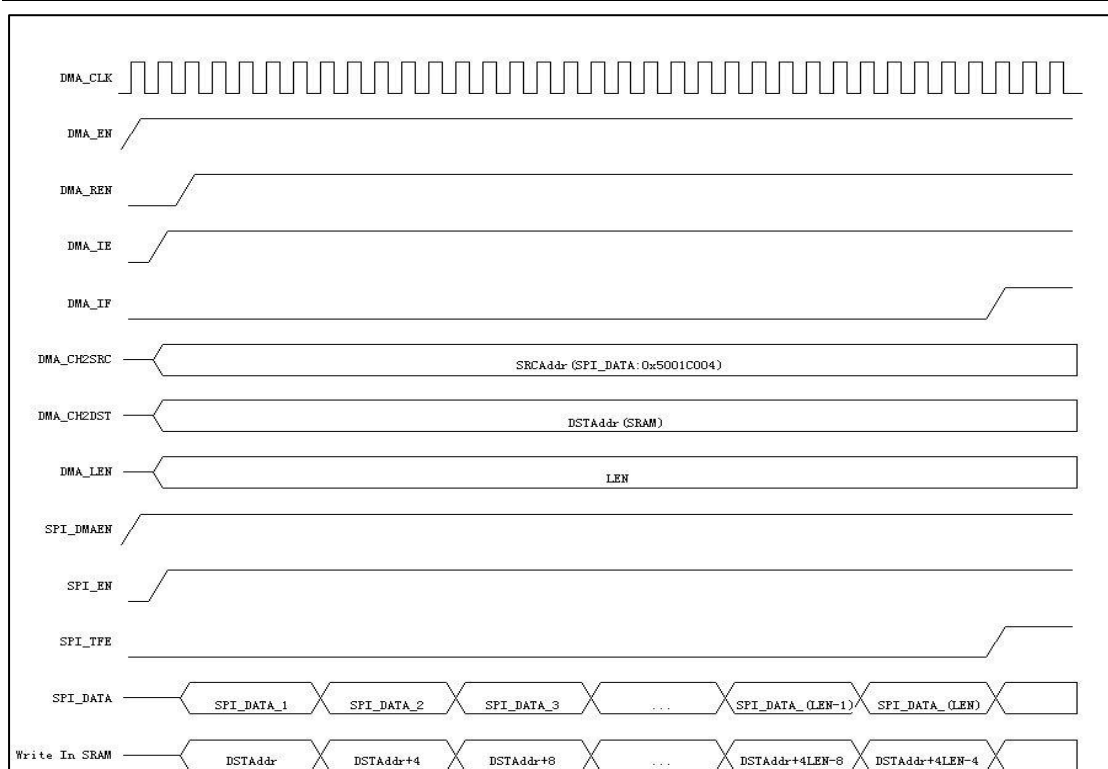 DMA_CLK
DMA_EN
DMA_REN
DMA_IE
DMA_IF
DMA_CH2SRC SRCAddr(SPI_DATA:0x5001C004)
DMA_CH2DST DSTAddr(SRAM)
DMA_LEN LEN
SPI_DMAEN
SPI_EN
SPI_TFE
SPI_DATA SPI_DATA_1 SPI_DATA_2 SPI_DATA_3 ... SPI_DATA_(LEN-1) SPI_DATA_(LEN)
Write In SRAM DSTAddr DSTAddr+4 DSTAddr+8 ... DSTAddr+4LEN-8 DSTAddr+4LEN-4